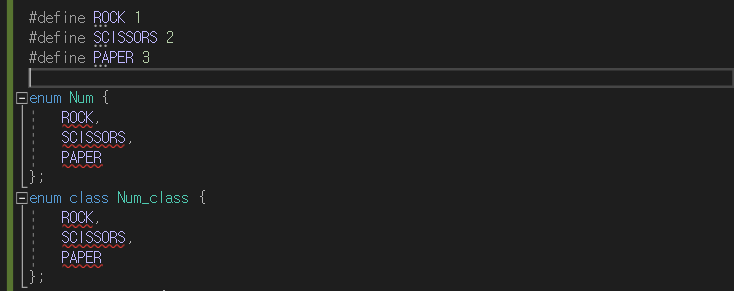 #define ROCK 1
#define SCISSORS 2
#define PAPER 3
enum Num {
ROCK,
SCISSORS,
PAPER
};
enum class Num_class {
ROCK,
SCISSORS,
PAPER
};